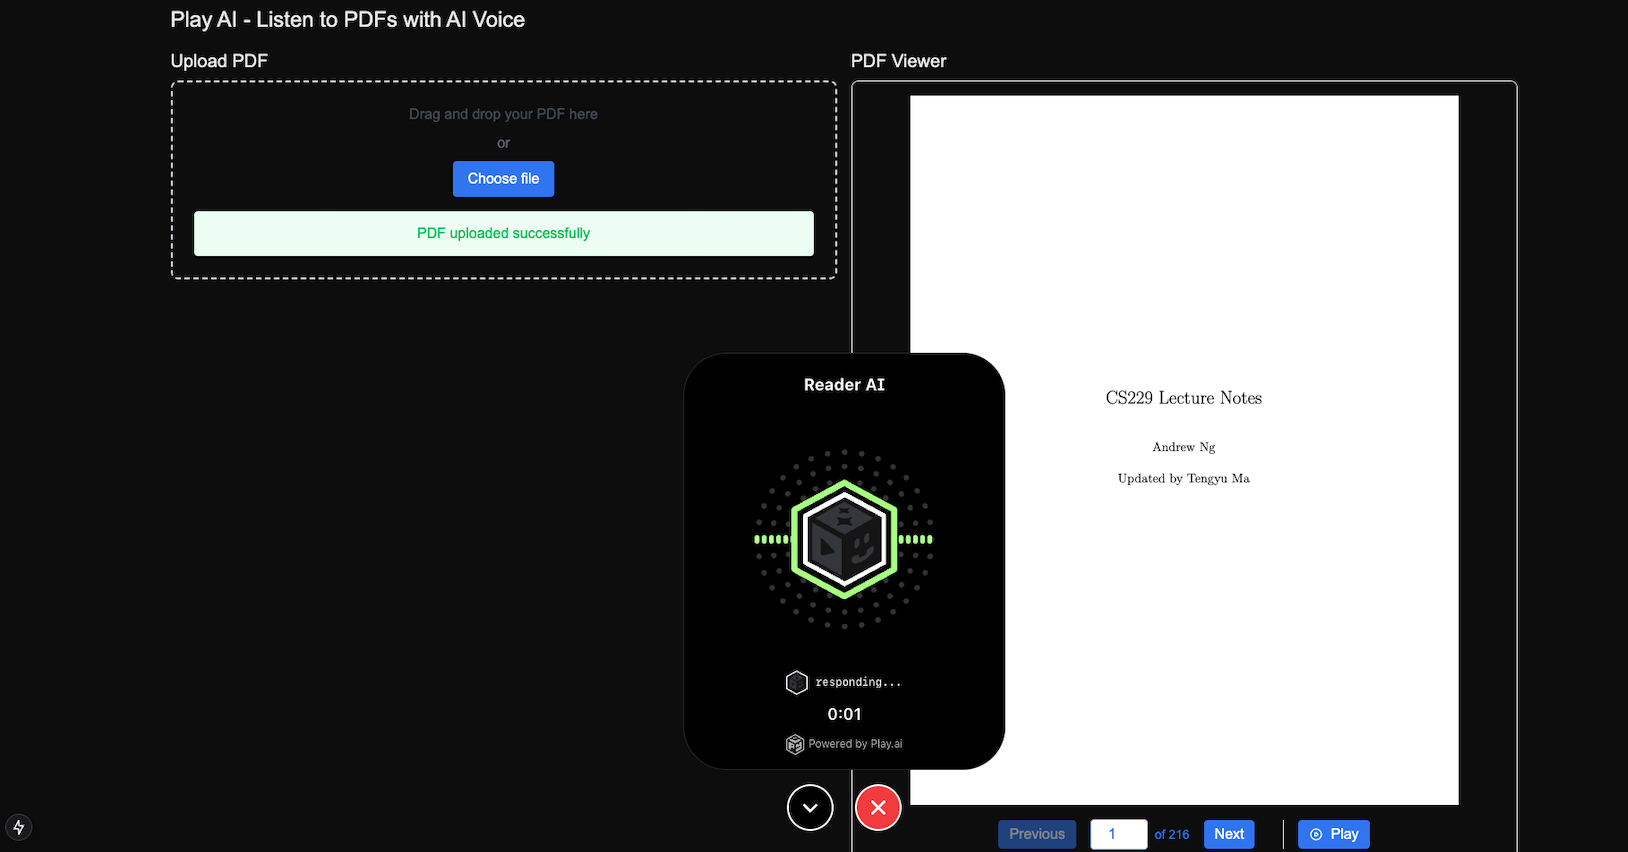 Play AI - Listen to PDFs with AI Voice
Upload PDF
Drag and drop your PDF here
or
Choose file
PDF uploaded successfully
PDF Viewer
CS229 Lecture Notes
Andrew Ng
Updated by Tengyu Ma
Reader AI
responding...
0:01
Powered by Play.ai
Previous
1
of 216
Next
Play